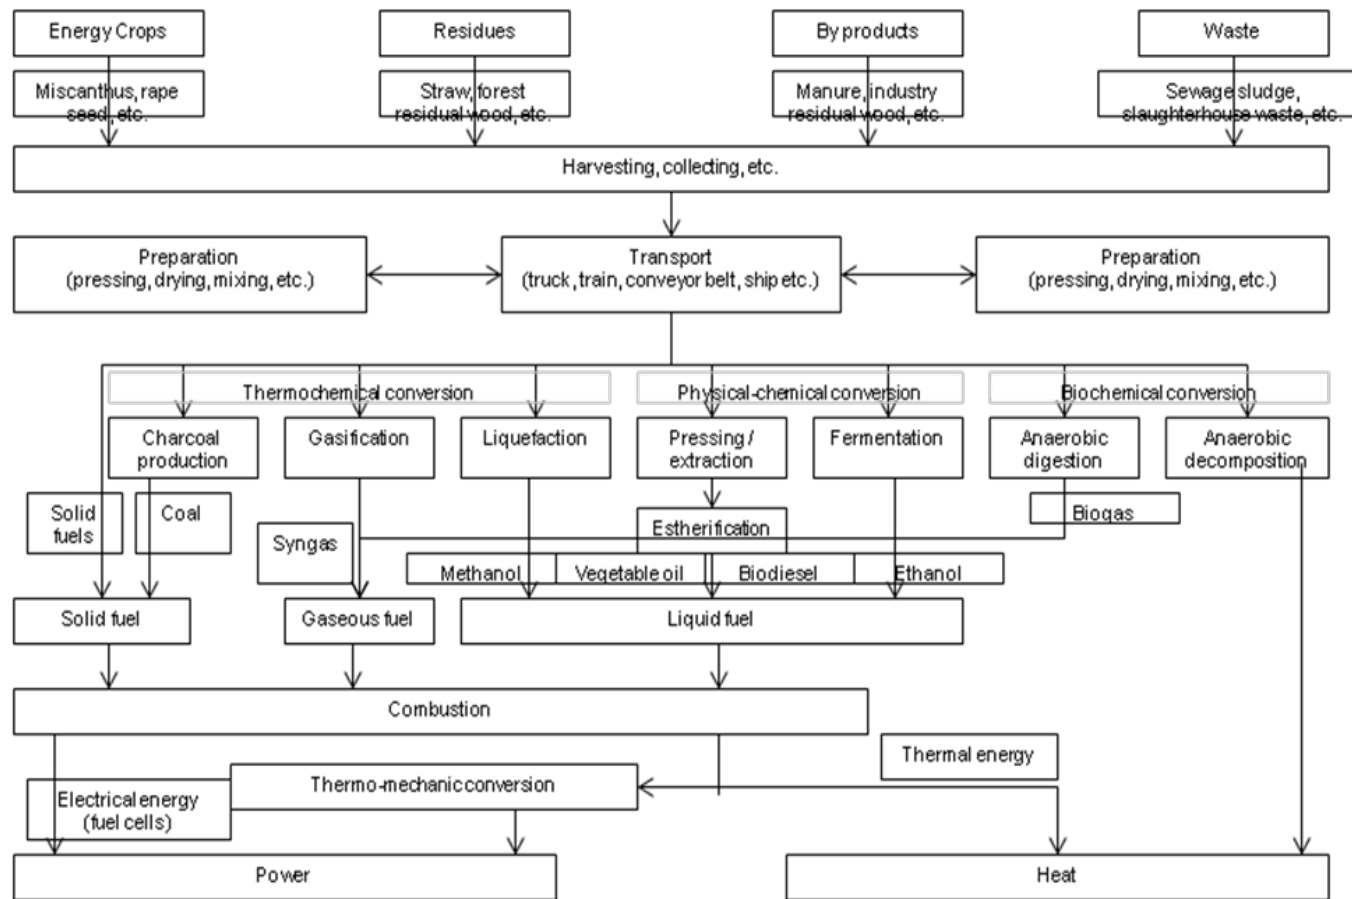 Energy Crops
Residues
By products
Waste
Miscanthus, rape
seed, etc.
Straw, forest
residual wood, etc.
Manure, industry
residual wood, etc.
Sewage sludge,
slaughterhouse waste, etc.
Harvesting, collecting, etc.
Preparation
(pressing, drying, mixing, etc.)
Transport
(truck, train, conveyor belt, ship etc.)
Preparation
(pressing, drying, mixing, etc.)
Thermochemical conversion
Physical-chemical conversion
Biochemical conversion
Charcoal
production
Gasification
Liquefaction
Pressing /
extraction
Fermentation
Anaerobic
digestion
Anaerobic
decomposition
Solid
fuels
Coal
Syngas
Estherification
Biogas
Methanol
Vegetable oil
Biodiesel
Ethanol
Solid fuel
Gaseous fuel
Liquid fuel
Combustion
Thermal energy
Thermo-mechanic conversion
Electrical energy
(fuel cells)
Power
Heat